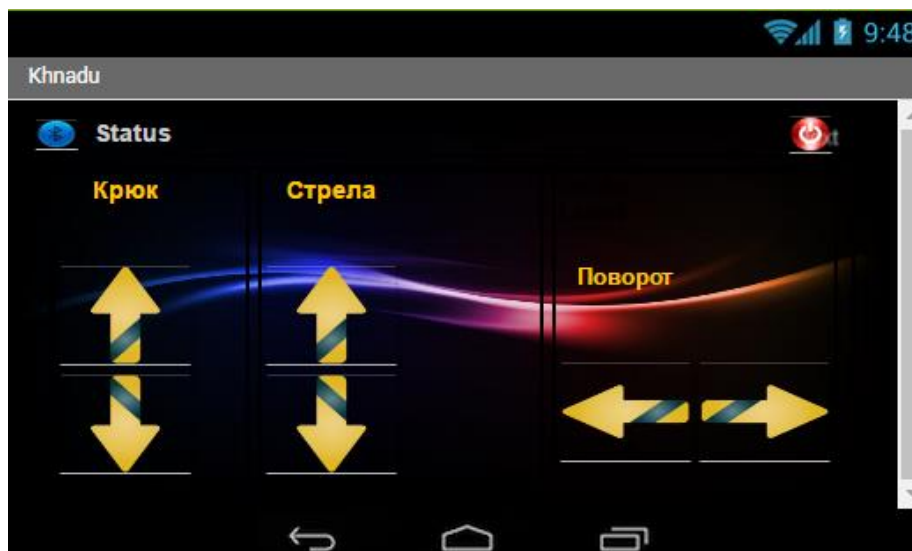 9:48
Khnadu
Status
Крюк
Стрела
Поворот